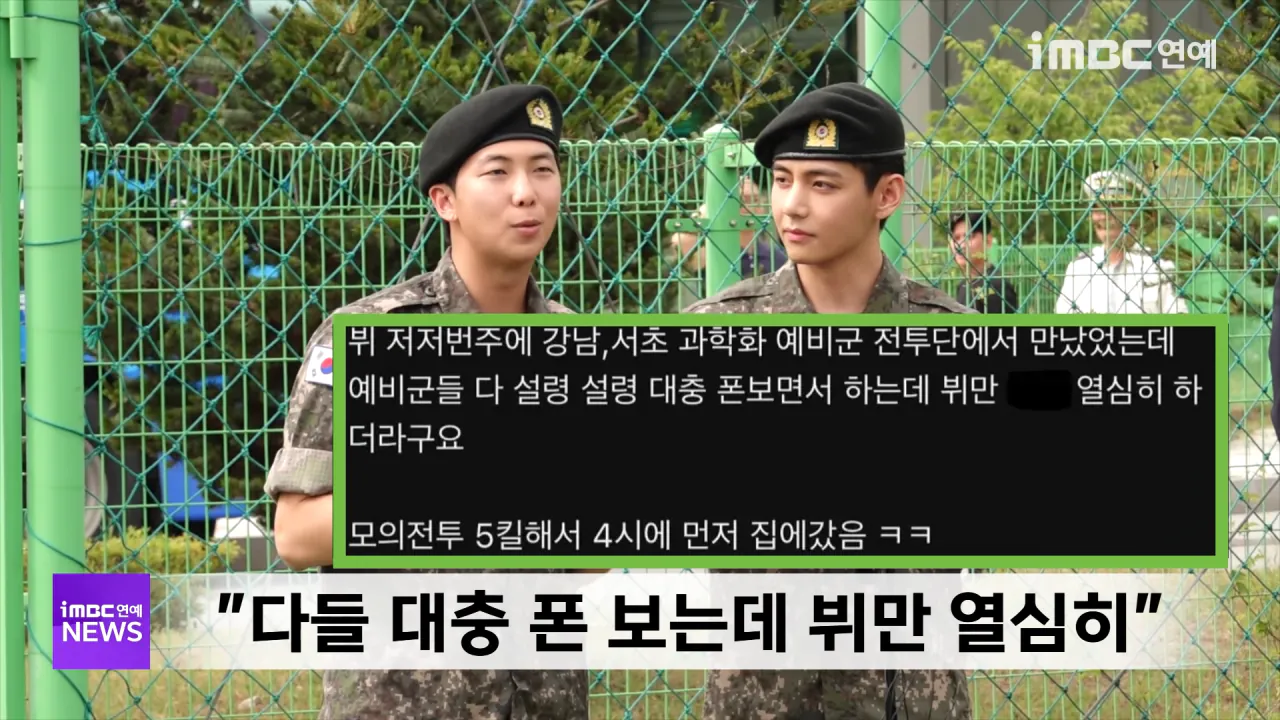 iMBC연예
뷔 저저번주에 강남,서초 과학화 예비군 전투단에서 만났었는데
예비군들 다 설령 설령 대충 폰보면서 하는데 뷔만 열심히 하
더라구요
모의전투 5킬해서 4시에 먼저 집에갔음 ㅋㅋ
iMBC연예
NEWS
"다들 대충 폰 보는데 뷔만 열심히"